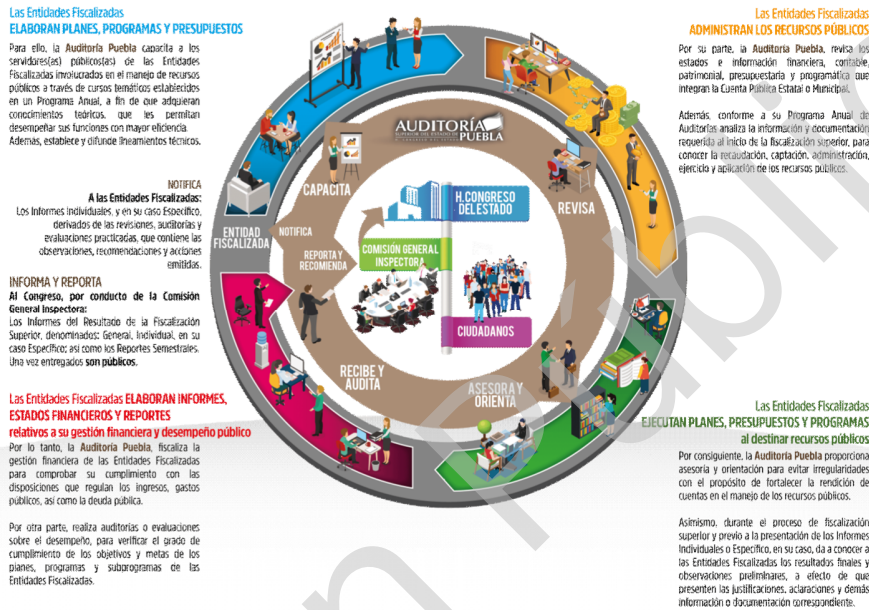 Las Entidades Fiscalizadas
ELABORAN PLANES, PROGRAMAS Y PRESUPUESTOS
Para ello, la Auditoría Puebla capacita a los
servidores(as) públicos(as) de las Entidades
Fiscalizadas involucrados en el manejo de recursos
públicos a través de cursos temáticos establecidos
en un Programa Anual, a fin de que adquieran
conocimientos teóricos, que les permitan
desempeñar sus funciones con mayor eficiencia.
Además, establece y difunde lineamientos técnicos.
NOTIFICA
A las Entidades Fiscalizadas:
Los Informes Individuales, y en su caso Específico,
derivados de las revisiones, auditorías y
evaluaciones practicadas, que contiene las
observaciones, recomendaciones y acciones
emitidas.
INFORMA Y REPORTA
Al Congreso, por conducto de la Comisión
General Inspectora:
Los Informes del Resultado de la Fiscalización
Superior, denominados: General, Individual, en su
caso Específico; así como los Reportes Semestrales.
Una vez entregados son públicos.
Las Entidades Fiscalizadas ELABORAN INFORMES,
ESTADOS FINANCIEROS Y REPORTES
relativos a su gestión financiera y desempeño público
Por lo tanto, la Auditoría Puebla, fiscaliza la
gestión financiera de las Entidades Fiscalizadas
para comprobar su cumplimiento con las
disposiciones que regulan los ingresos, gastos
públicos, así como la deuda pública.
Por otra parte, realiza auditorías o evaluaciones
sobre el desempeño, para verificar el grado de
cumplimiento de los objetivos y metas de los
planes, programas y subprogramas de las
Entidades Fiscalizadas.
AUDITORÍA
SUPERIOR DEL ESTADO DE PUEBLA
CAPACITA
H. CONGRESO
DEL ESTADO
REVISA
ENTIDAD
FISCALIZADA
NOTIFICA
REPORTA Y
RECOMIENDA
COMISIÓN GENERAL
INSPECTORA
CIUDADANOS
RECIBE Y
AUDITA
ASESORA Y
ORIENTA
Las Entidades Fiscalizadas
ADMINISTRAN LOS RECURSOS PÚBLICOS
Por su parte, la Auditoría Puebla, revisa los
estados e información financiera, contable,
patrimonial, presupuestaria y programática que
integran la Cuenta Pública Estatal o Municipal.
Además, conforme a su Programa Anual de
Auditorías analiza la información y documentación
requerida al inicio de la fiscalización superior, para
conocer la recaudación, captación, administración,
ejercicio y aplicación de los recursos públicos.
Las Entidades Fiscalizadas
EJECUTAN PLANES, PRESUPUESTOS Y PROGRAMAS
al destinar recursos públicos
Por consiguiente, la Auditoría Puebla proporciona
asesoría y orientación para evitar irregularidades
con el propósito de fortalecer la rendición de
cuentas en el manejo de los recursos públicos.
Asimismo, durante el proceso de fiscalización
superior y previo a la presentación de los Informes
Individuales o Específico, en su caso, da a conocer a
las Entidades Fiscalizadas los resultados finales y
observaciones preliminares, a efecto de que
presenten las justificaciones, aclaraciones y demás
información o documentación correspondiente.